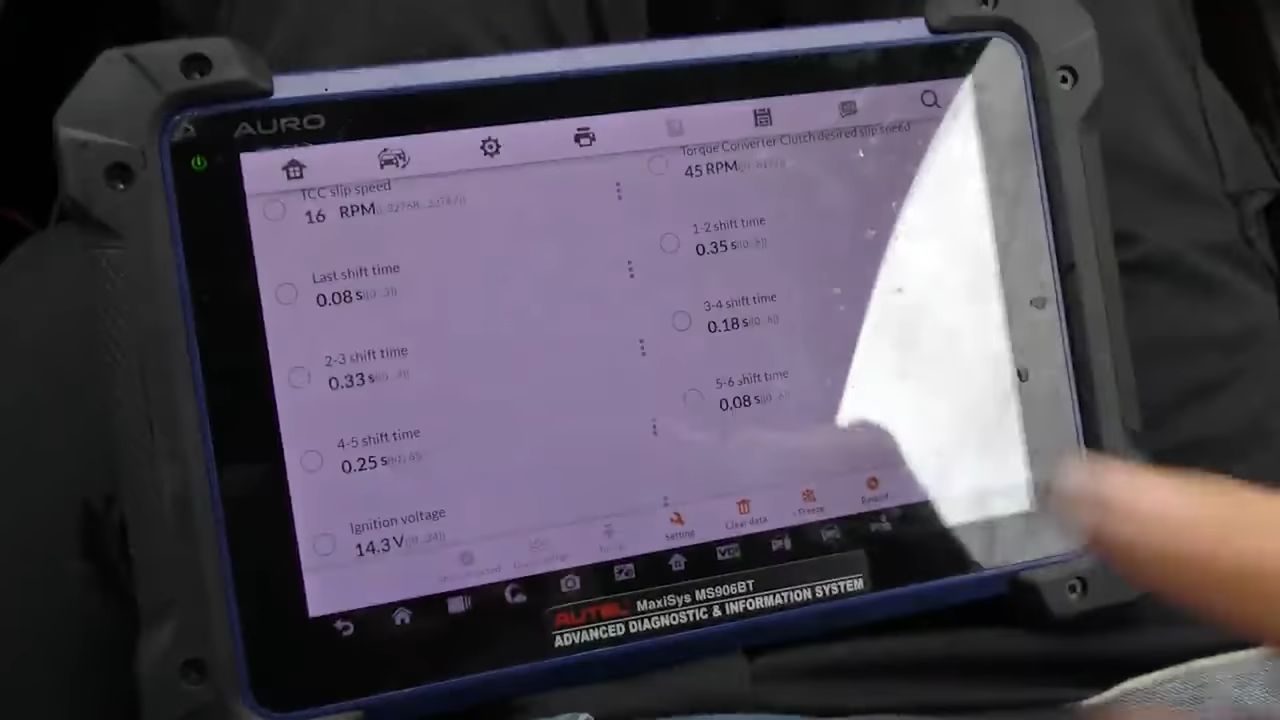 AURO
TCC slip speed
16 RPM
Torque Converter Clutch desired slip speed
45 RPM
Last shift time
0.08 s
1-2 shift time
0.35 s
2-3 shift time
0.33 s
3-4 shift time
0.18 s
4-5 shift time
0.25 s
5-6 shift time
0.08 s
Ignition voltage
14.3 V
Setting
Clear data
Freeze
Record
VCI
AUTEL MaxiSys MS906BT
ADVANCED DIAGNOSTIC & INFORMATION SYSTEM